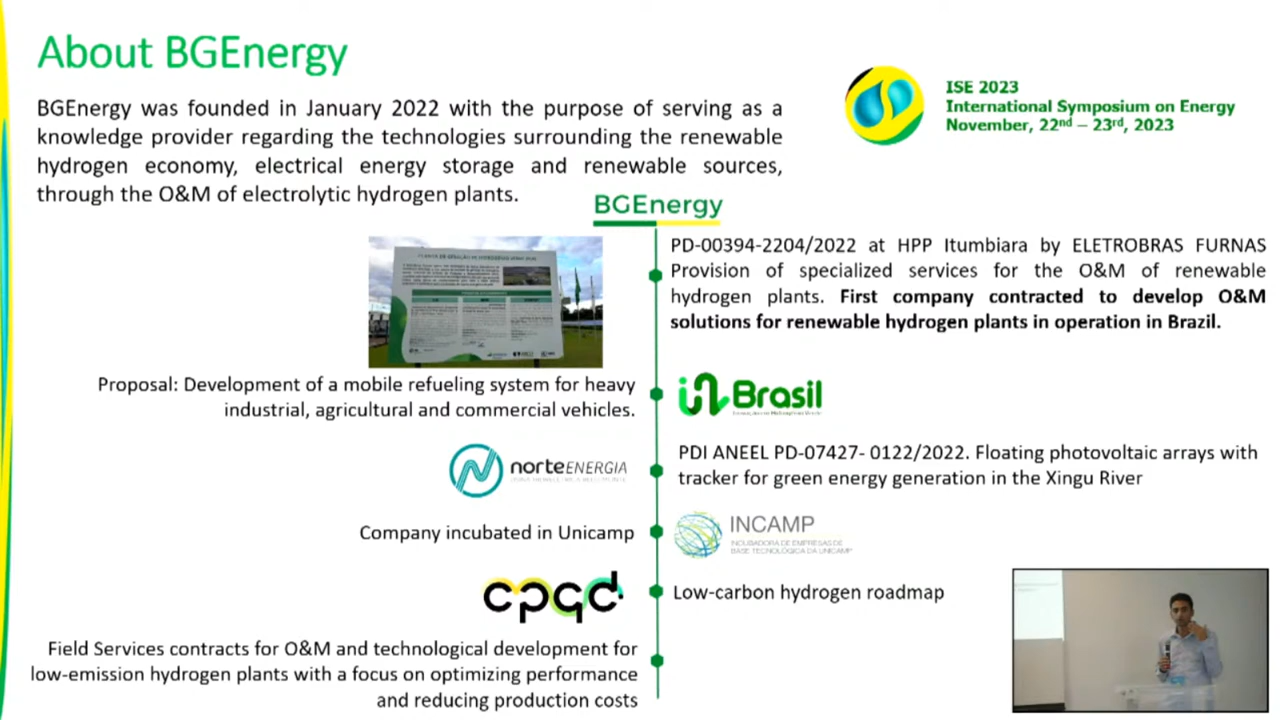 About BGEnergy
ISE 2023
International Symposium on Energy
November, 22nd – 23rd, 2023
BGEnergy was founded in January 2022 with the purpose of serving as a
knowledge provider regarding the technologies surrounding the renewable
hydrogen economy, electrical energy storage and renewable sources,
through the O&M of electrolytic hydrogen plants.
BGEnergy
PD-00394-2204/2022 at HPP Itumbiara by ELETROBRAS FURNAS
Provision of specialized services for the O&M of renewable
hydrogen plants. First company contracted to develop O&M
solutions for renewable hydrogen plants in operation in Brazil.
Proposal: Development of a mobile refueling system for heavy
industrial, agricultural and commercial vehicles.
Brasil
norteENERGIA
PDI ANEEL PD-07427- 0122/2022. Floating photovoltaic arrays with
tracker for green energy generation in the Xingu River
Company incubated in Unicamp
INCAMP
INCUBADORA DE EMPRESAS DE
BASE TECNOLÓGICA DA UNICAMP
cpqd
Low-carbon hydrogen roadmap
Field Services contracts for O&M and technological development for
low-emission hydrogen plants with a focus on optimizing performance
and reducing production costs